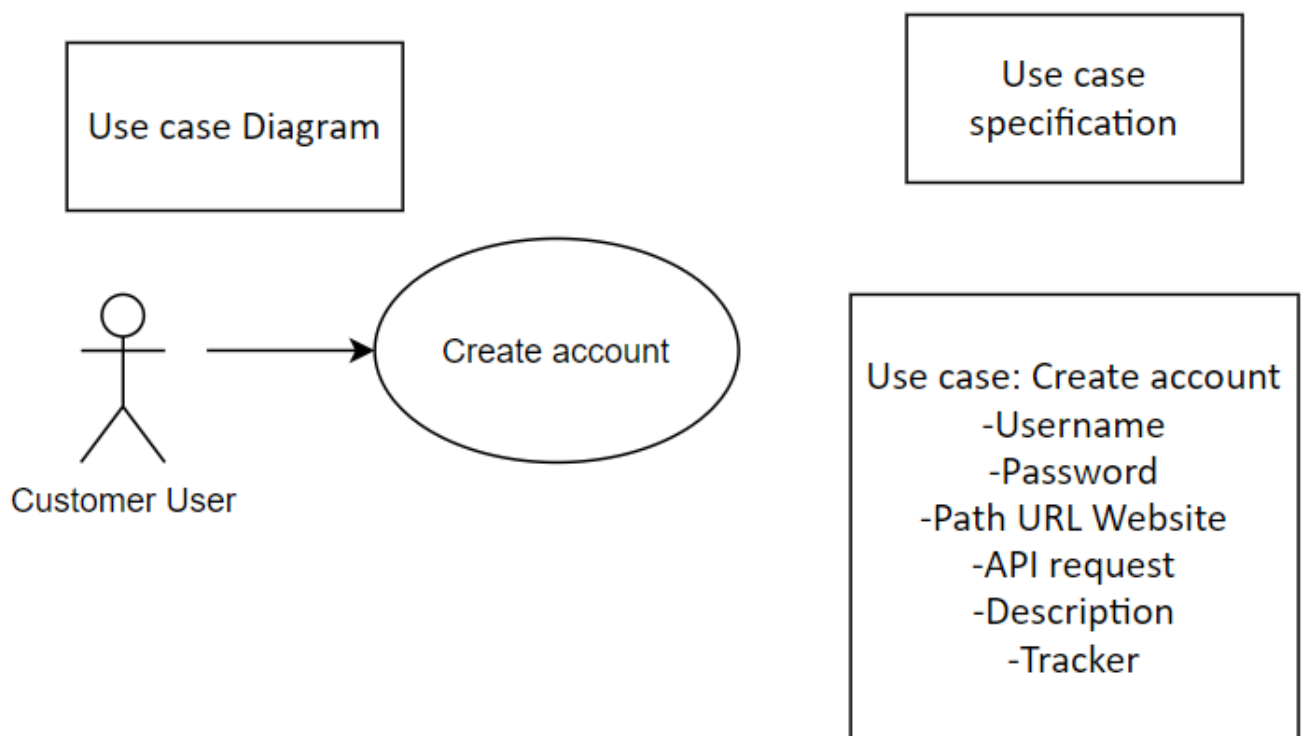 Use case Diagram
Use case
specification
Create account
Customer User
Use case: Create account
-Username
-Password
-Path URL Website
-API request
-Description
-Tracker